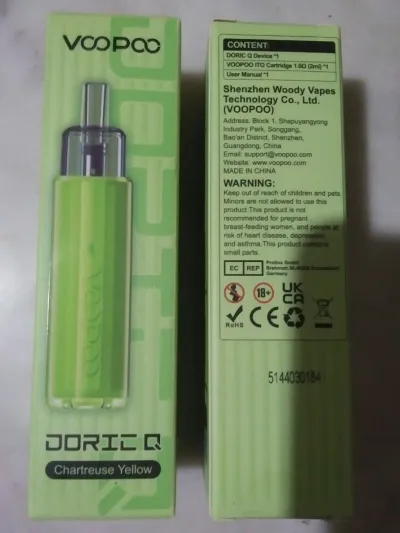 VOOPOO
DORIC Q
Chartreuse Yellow
CONTENT:
DORIC Q Device *1
VOOPOO ITO Cartridge 1.0Ω (2ml) *1
User Manual *1
Shenzhen Woody Vapes
Technology Co., Ltd.
(VOOPOO)
Address: Block 1, Shapuyangyong
Industry Park, Songgang,
Bao'an District, Shenzhen,
Guangdong, China
Email: support@voopoo.com
Website: www.voopoo.com
MADE IN CHINA
WARNING:
Keep out of reach of children and pets.
Minors are not allowed to use this
product.This product is not
recommended for pregnant
breast-feeding women, and people at
risk of heart disease, depression,
and asthma.This product contains
small parts.
EC REP
Germany
18+
UK
CA
RoHS
CE
5144030184